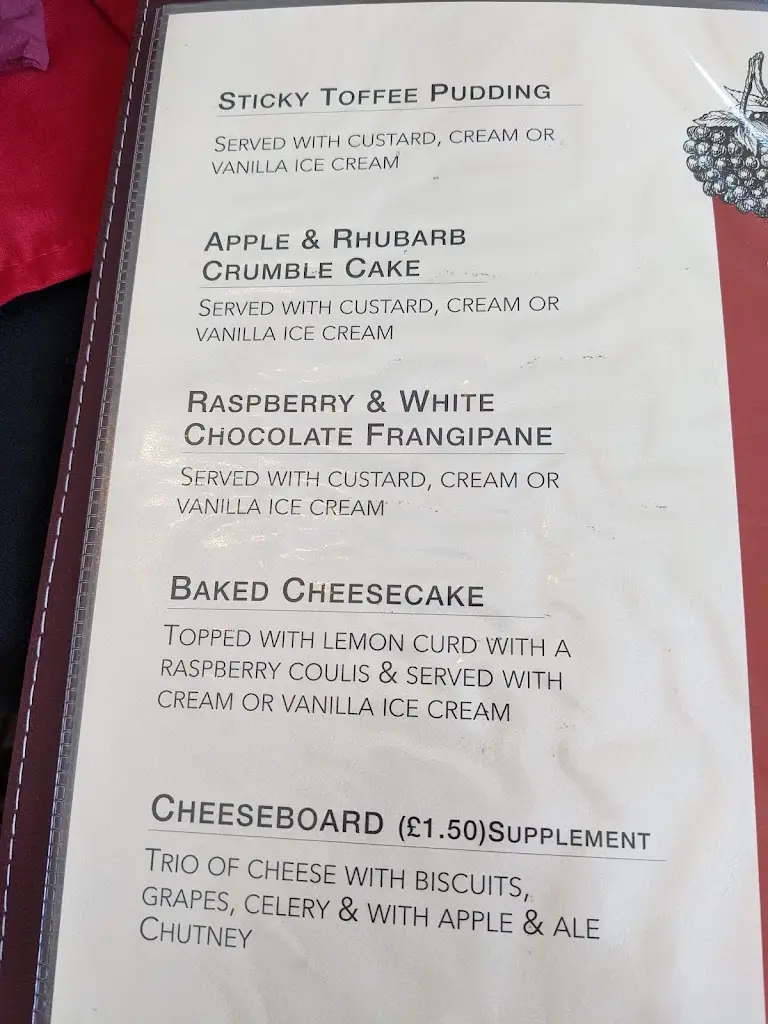 STICKY TOFFEE PUDDING
SERVED WITH CUSTARD, CREAM OR
VANILLA ICE CREAM
APPLE & RHUBARB
CRUMBLE CAKE
SERVED WITH CUSTARD, CREAM OR
VANILLA ICE CREAM
RASPBERRY & WHITE
CHOCOLATE FRANGIPANE
SERVED WITH CUSTARD, CREAM OR
VANILLA ICE CREAM
BAKED CHEESECAKE
TOPPED WITH LEMON CURD WITH A
RASPBERRY COULIS & SERVED WITH
CREAM OR VANILLA ICE CREAM
CHEESEBOARD (£1.50)SUPPLEMENT
TRIO OF CHEESE WITH BISCUITS,
GRAPES, CELERY & WITH APPLE & ALE
CHUTNEY